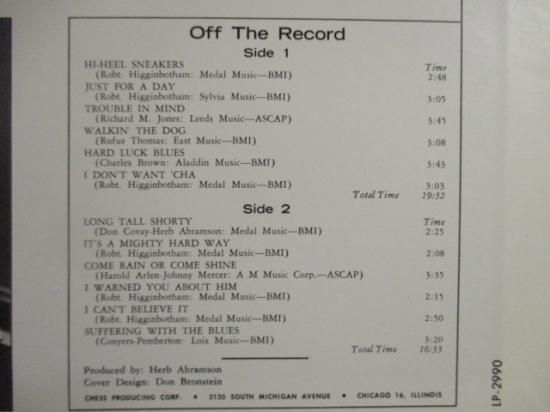 Off The Record
Side 1
HI-HEEL SNEAKERS Time
(Robt. Higginbotham: Medal Music—BMI) 2:48
JUST FOR A DAY
(Robt. Higginbotham: Sylvia Music—BMI) 3:05
TROUBLE IN MIND
(Richard M. Jones: Leeds Music—ASCAP) 3:45
WALKIN' THE DOG
(Rufus Thomas: East Music—BMI) 3:08
HARD LUCK BLUES
(Charles Brown: Aladdin Music—BMI) 3:43
I DON'T WANT 'CHA
(Robt. Higginbotham: Medal Music—BMI) 3:03
Total Time 19:32
Side 2
LONG TALL SHORTY Time
(Don Covay-Herb Abramson: Medal Music—BMI) 2:25
IT'S A MIGHTY HARD WAY
(Robt. Higginbotham: Medal Music—BMI) 2:08
COME RAIN OR COME SHINE
(Harold Arlen-Johnny Mercer: A M Music Corp.—ASCAP) 3:35
I WARNED YOU ABOUT HIM
(Robt. Higginbotham: Medal Music—BMI) 2:15
I CAN'T BELIEVE IT
(Robt. Higginbotham: Medal Music—BMI) 2:50
SUFFERING WITH THE BLUES
(Conyers-Pemberton: Lois Music—BMI) 3:20
Total Time 16:33
Produced by: Herb Abramson
Cover Design: Don Bronstein
CHESS PRODUCING CORP. • 2120 SOUTH MICHIGAN AVENUE • CHICAGO 16, ILLINOIS
LP-2990